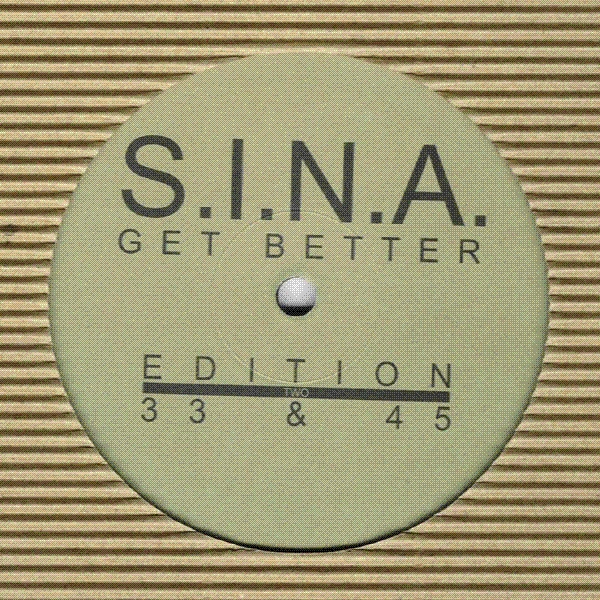 S.I.N.A.
GET BETTER
EDITION
TWO
33 & 45